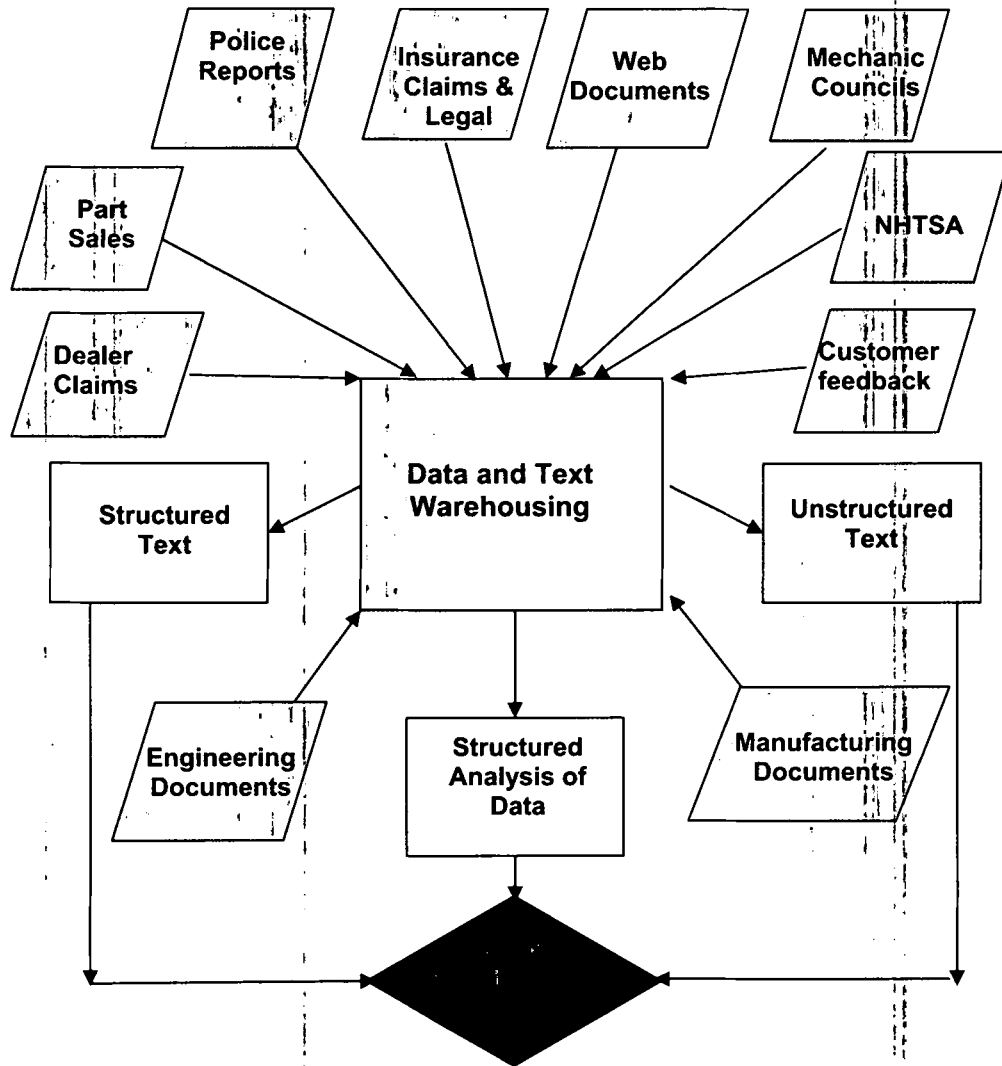 Police
Reports
Insurance
Claims &
Legal
Web
Documents
Mechanic
Councils
Part
Sales
NHTSA
Dealer
Claims
Customer
feedback
Data and Text
Warehousing
Structured
Text
Unstructured
Text
Engineering
Documents
Structured
Analysis of
Data
Manufacturing
Documents